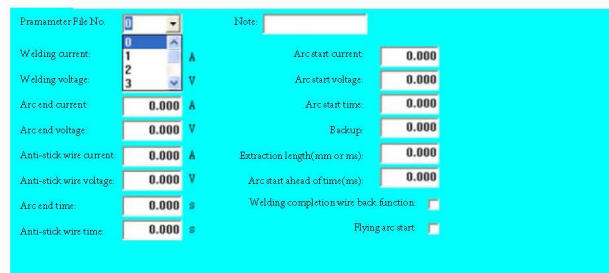 Pramameter File No. 0 Note:
0
Welding current: 1 A Arc start current: 0.000
2
Welding voltage: 3 V Arc start voltage: 0.000
Arc end current: 0.000 A Arc start time: 0.000
Arc end voltage: 0.000 V Backup: 0.000
Anti-stick wire current: 0.000 A Extraction length(mm or ms): 0.000
Anti-stick wire voltage: 0.000 V Arc start ahead of time(ms): 0.000
Arc end time: 0.000 s Welding completion wire back function:
Anti-stick wire time: 0.000 s Flying arc start: